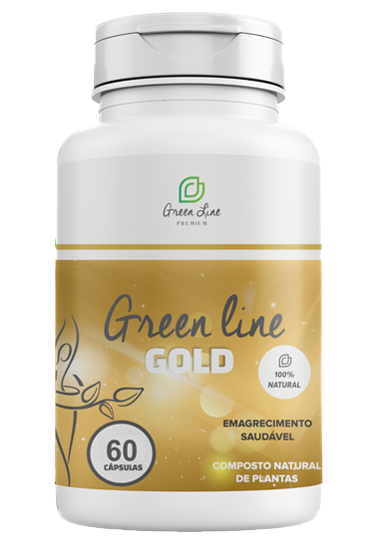 Green Line
PREMIUM
Green line
GOLD
100%
NATURAL
EMAGRECIMENTO
SAUDÁVEL
60
CÁPSULAS
COMPOSTO NATURAL
DE PLANTAS